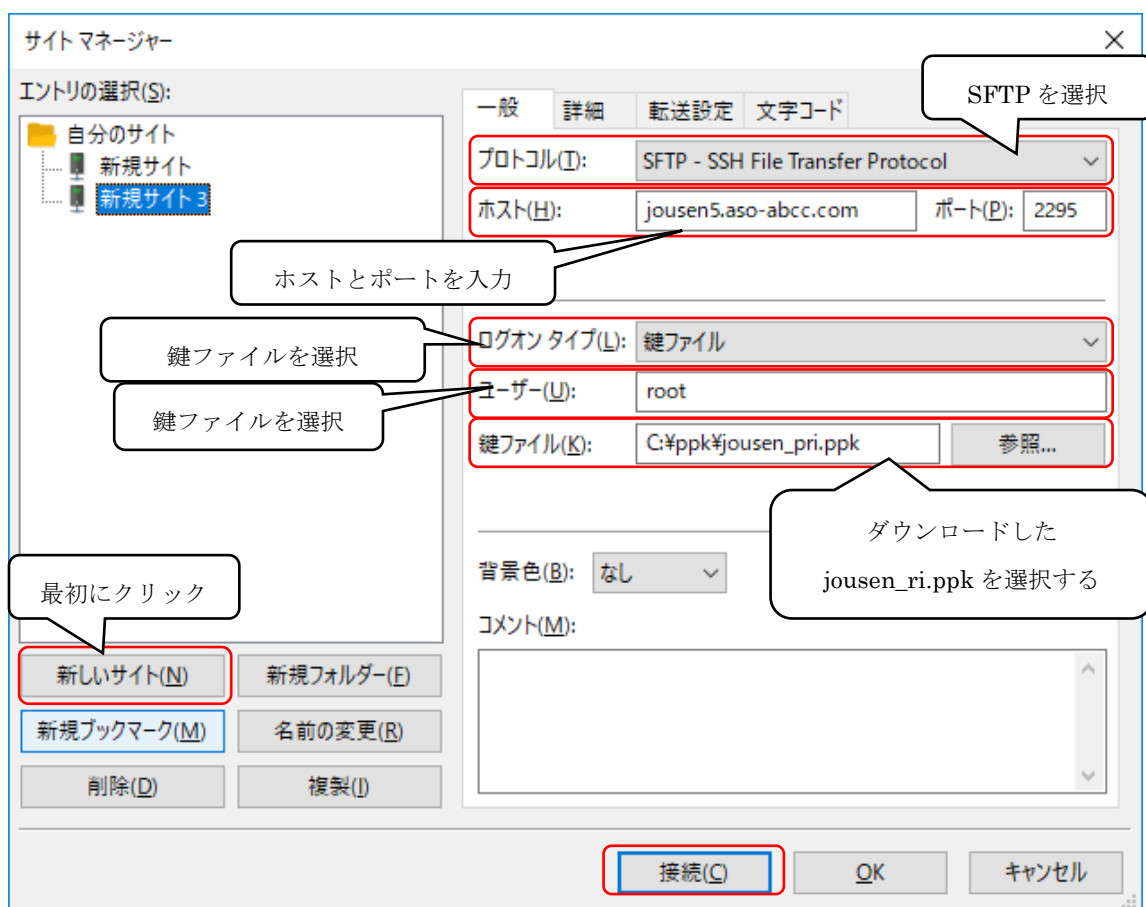 サイト マネージャー
エントリの選択(S):
自分のサイト
新規サイト
新規サイト 3
一般 詳細 転送設定 文字コード
SFTP を選択
プロトコル(T): SFTP - SSH File Transfer Protocol
ホスト(H): jousen5.aso-abcc.com ポート(P): 2295
ホストとポートを入力
鍵ファイルを選択
ログオン タイプ(L): 鍵ファイル
鍵ファイルを選択
ユーザー(U): root
鍵ファイル(K): C:¥ppk¥jousen_pri.ppk 参照...
ダウンロードした
jousen_ri.ppk を選択する
背景色(B): なし
最初にクリック
コメント(M):
新しいサイト(N) 新規フォルダー(F)
新規ブックマーク(M) 名前の変更(R)
削除(D) 複製(I)
接続(C) OK キャンセル